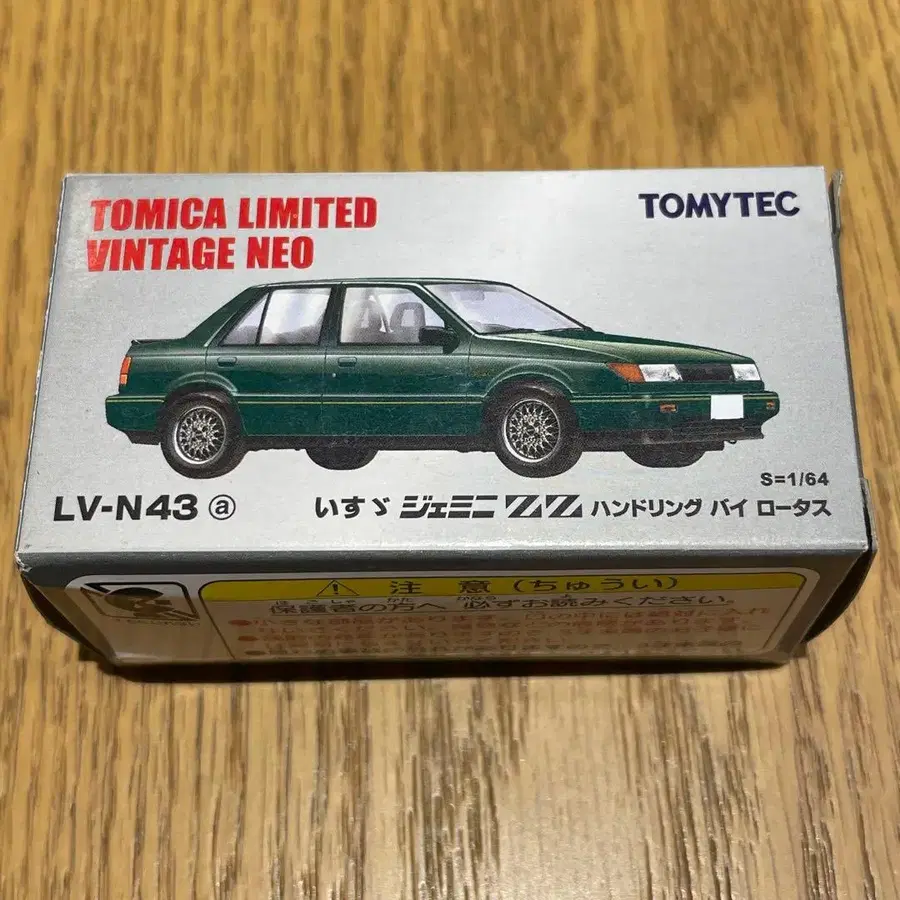 TOMICA LIMITED
VINTAGE NEO
TOMYTEC
S=1/64
LV-N43 ⓐ
いすゞ ジェミニ ZZ ハンドリング バイ ロータス
⚠ 注意(ちゅうい)
保護者の方へ 必ずお読みください。